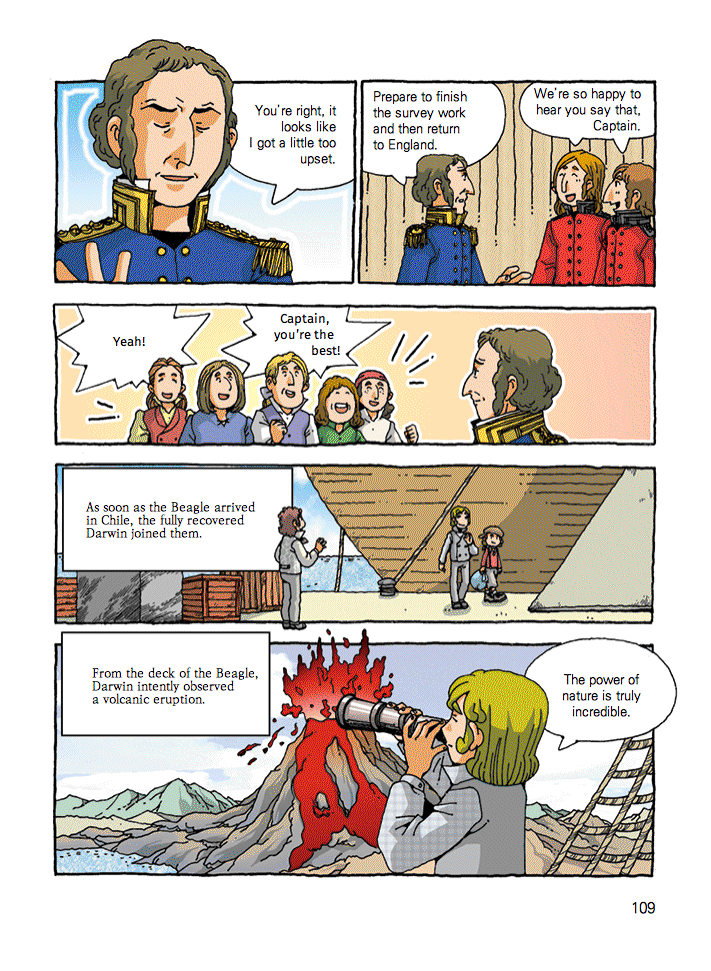 You're right, it
looks like
I got a little too
upset.
Prepare to finish
the survey work
and then return
to England.
We're so happy to
hear you say that,
Captain.
Yeah!
Captain,
you're the
best!
As soon as the Beagle arrived
in Chile, the fully recovered
Darwin joined them.
From the deck of the Beagle,
Darwin intently observed
a volcanic eruption.
The power of
nature is truly
incredible.
109